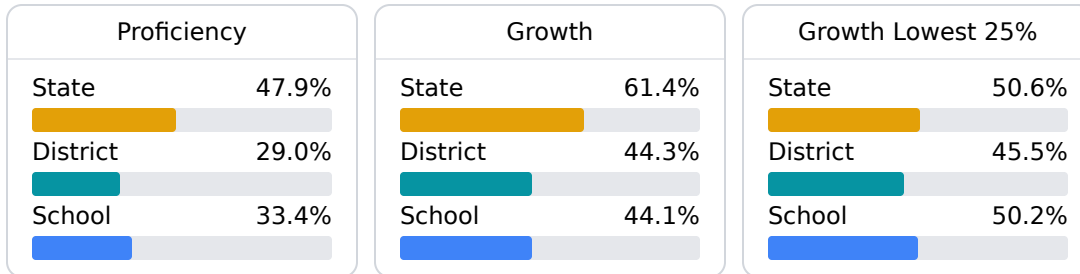 Proficiency
State 47.9%
District 29.0%
School 33.4%
Growth
State 61.4%
District 44.3%
School 44.1%
Growth Lowest 25%
State 50.6%
District 45.5%
School 50.2%